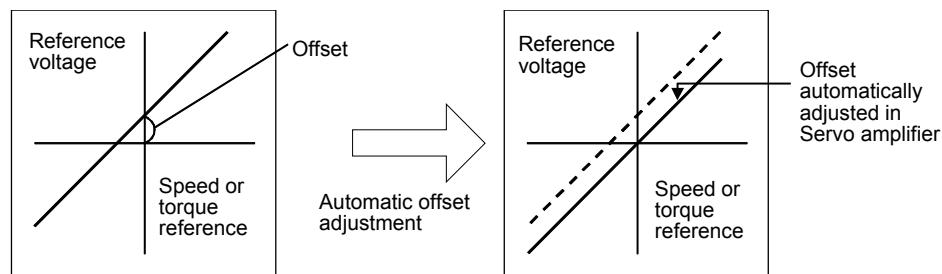 Reference
voltage
Offset
Speed or
torque
reference
Automatic offset
adjustment
Reference
voltage
Offset
automatically
adjusted in
Servo amplifier
Speed or
torque
reference